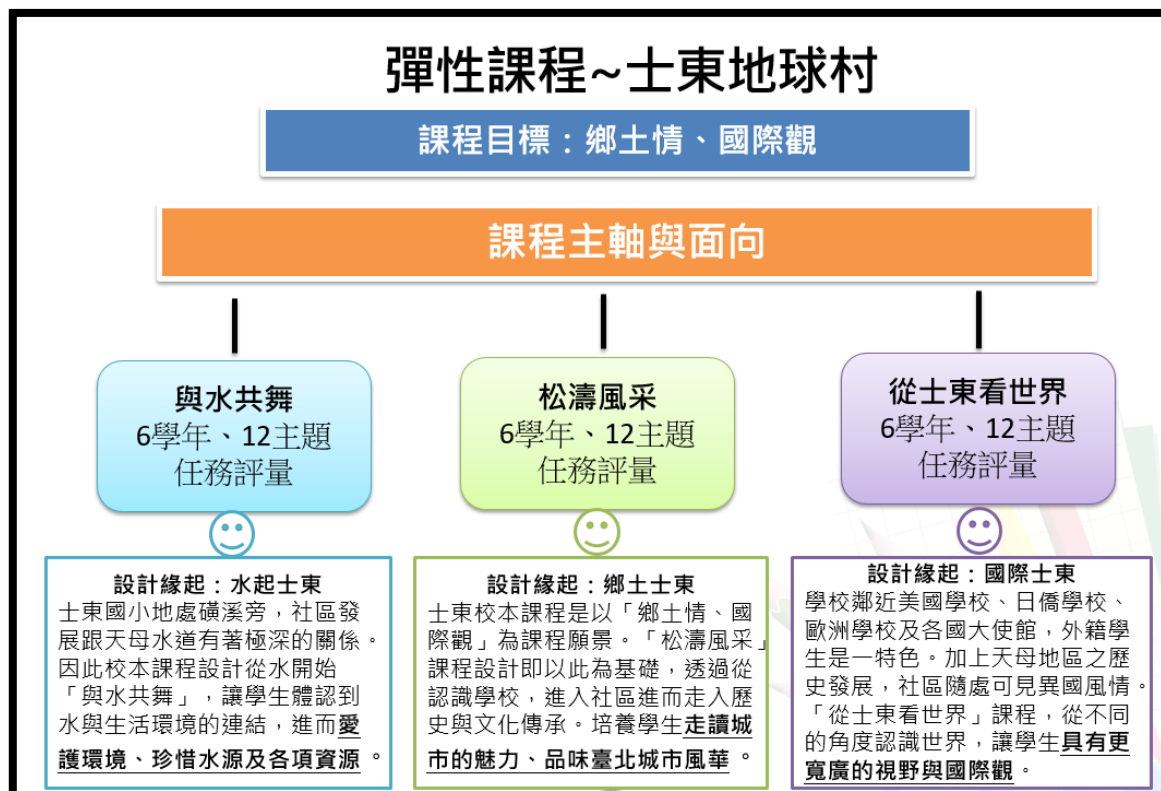 彈性課程~士東地球村
課程目標：鄉土情、國際觀
課程主軸與面向
與水共舞
6學年、12主題
任務評量
松濤風采
6學年、12主題
任務評量
從士東看世界
6學年、12主題
任務評量
設計緣起：水起士東
士東國小地處磺溪旁，社區發
展跟天母水道有著極深的關係。
因此校本課程設計從水開始
「與水共舞」，讓學生體認到
水與生活環境的連結，進而愛
護環境、珍惜水源及各項資源。
設計緣起：鄉土士東
士東校本課程是以「鄉土情、國
際觀」為課程願景。「松濤風采」
課程設計即以此為基礎，透過從
認識學校，進入社區進而走入歷
史與文化傳承。培養學生走讀城
市的魅力、品味臺北城市風華。
設計緣起：國際士東
學校鄰近美國學校、日僑學校、
歐洲學校及各國大使館，外籍學
生是一特色。加上天母地區之歷
史發展，社區隨處可見異國風情。
「從士東看世界」課程，從不同
的角度認識世界，讓學生具有更
寬廣的視野與國際觀。